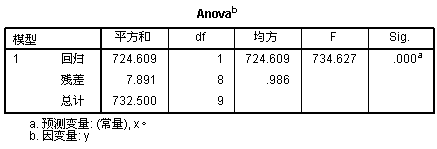 Anovab
模型 平方和 df 均方 F Sig.
1 回归 724.609 1 724.609 734.627 .000a
残差 7.891 8 .986
总计 732.500 9
a. 预测变量: (常量), x。
b. 因变量: y